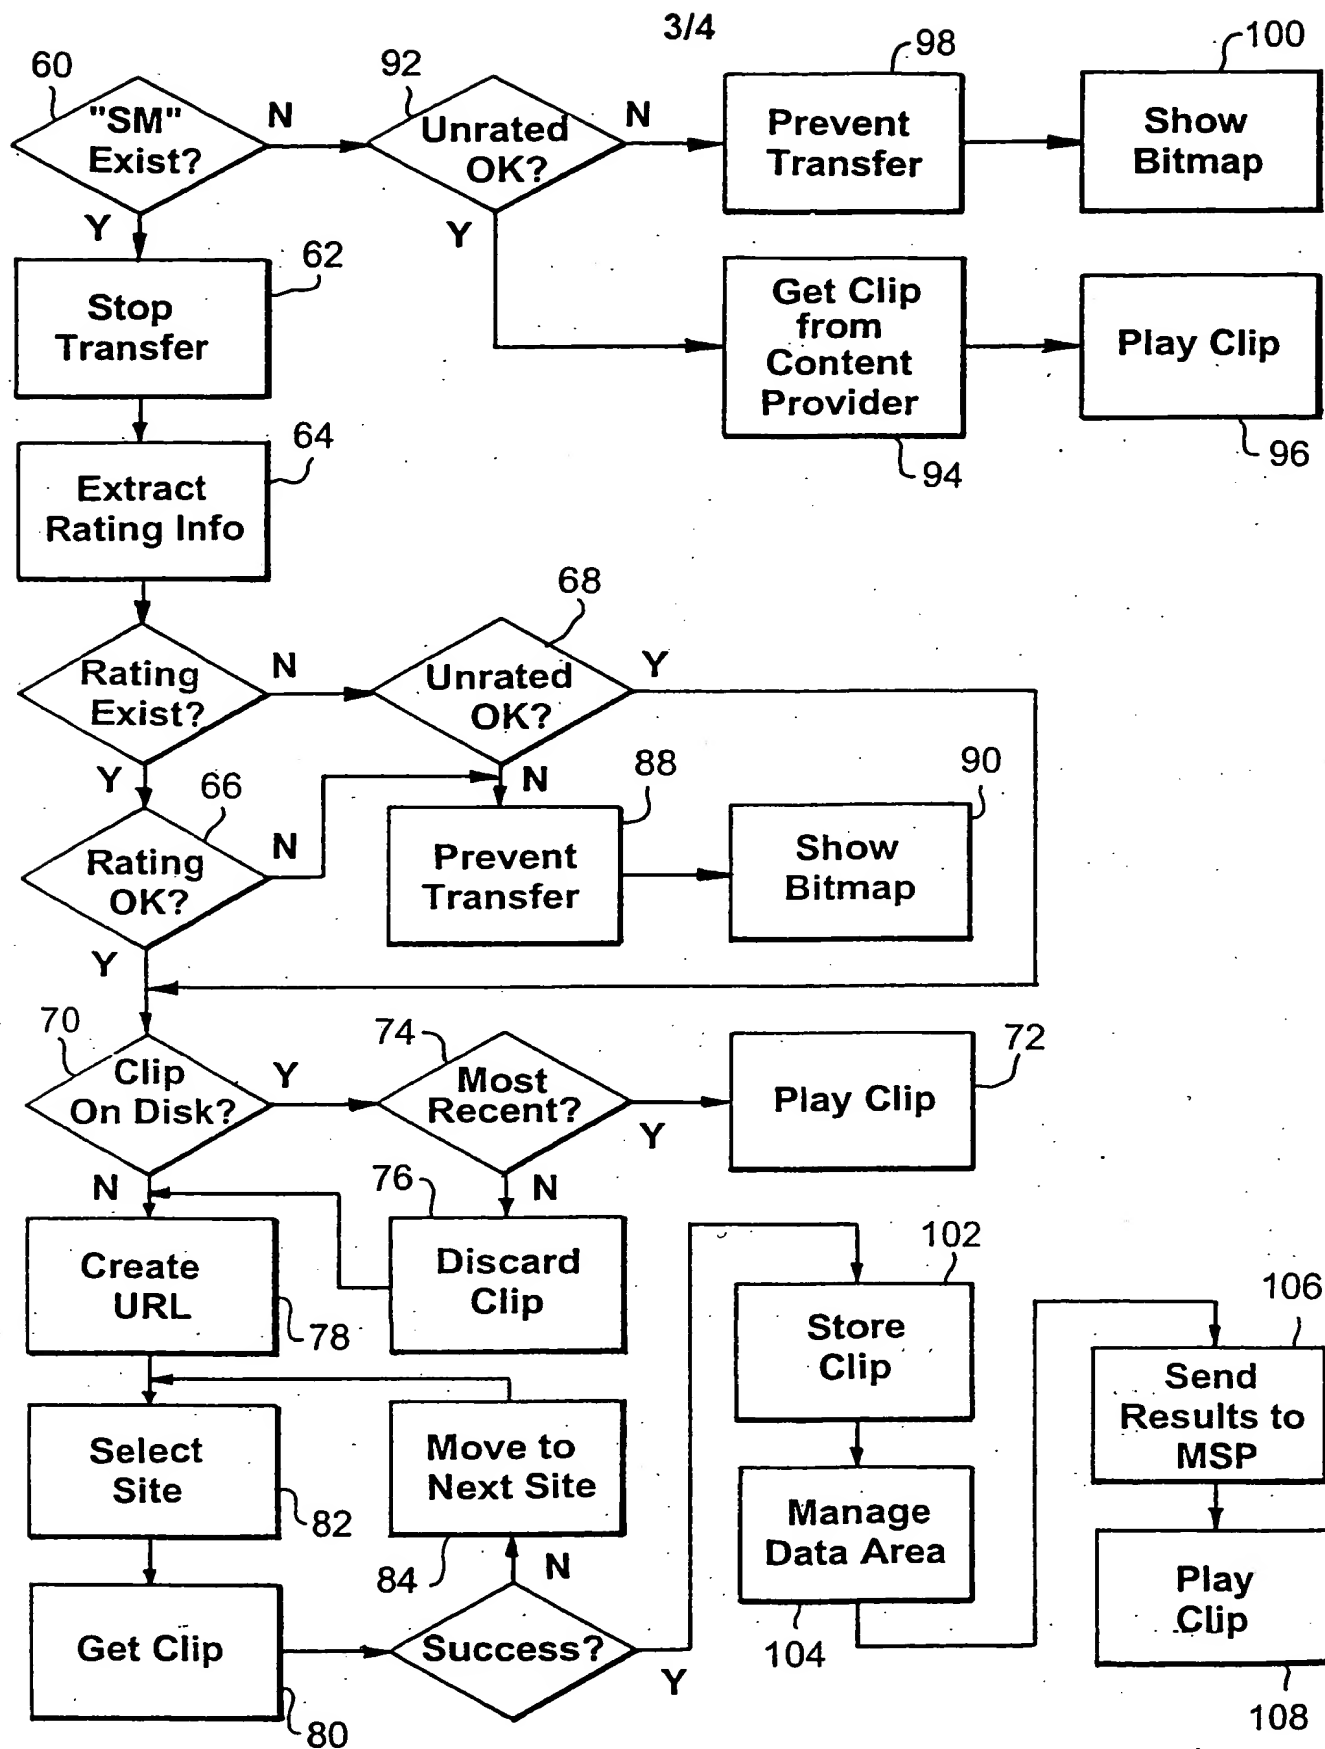 3/4
60
"SM"
Exist?
N
Y
92
Unrated
OK?
N
Y
98
Prevent
Transfer
100
Show
Bitmap
62
Stop
Transfer
Get Clip
from
Content
Provider
94
Play Clip
96
64
Extract
Rating Info
Rating
Exist?
N
Y
68
Unrated
OK?
Y
N
66
Rating
OK?
N
Y
88
Prevent
Transfer
90
Show
Bitmap
70
Clip
On Disk?
Y
N
74
Most
Recent?
Y
N
72
Play Clip
76
Discard
Clip
Create
URL
78
Select
Site
82
Move to
Next Site
84
N
Get Clip
80
Success?
Y
102
Store
Clip
Manage
Data Area
104
106
Send
Results to
MSP
Play
Clip
108